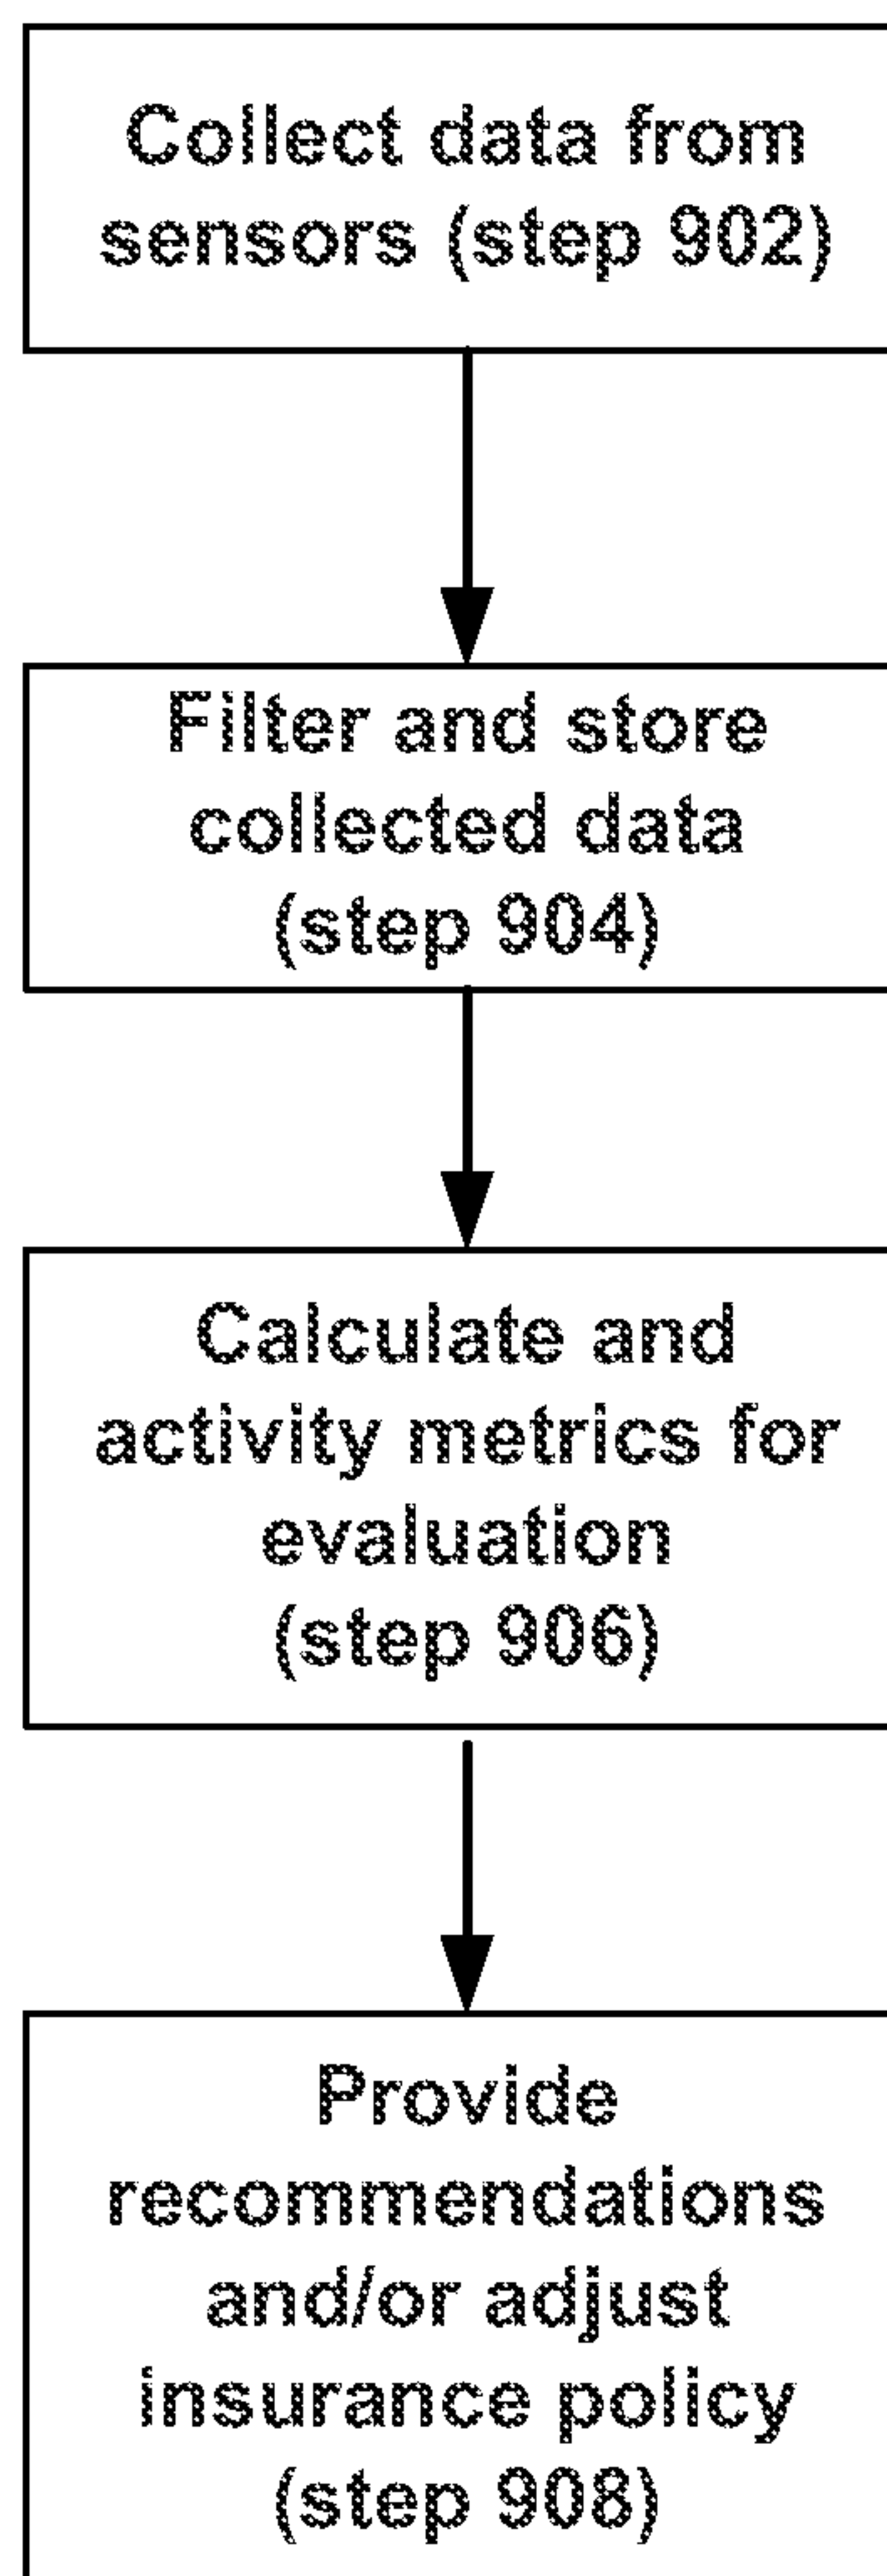 Collect data from
sensors (step 902)
Filter and store
collected data
(step 904)
Calculate and
activity metrics for
evaluation
(step 906)
Provide
recommendations
and/or adjust
insurance policy
(step 908)